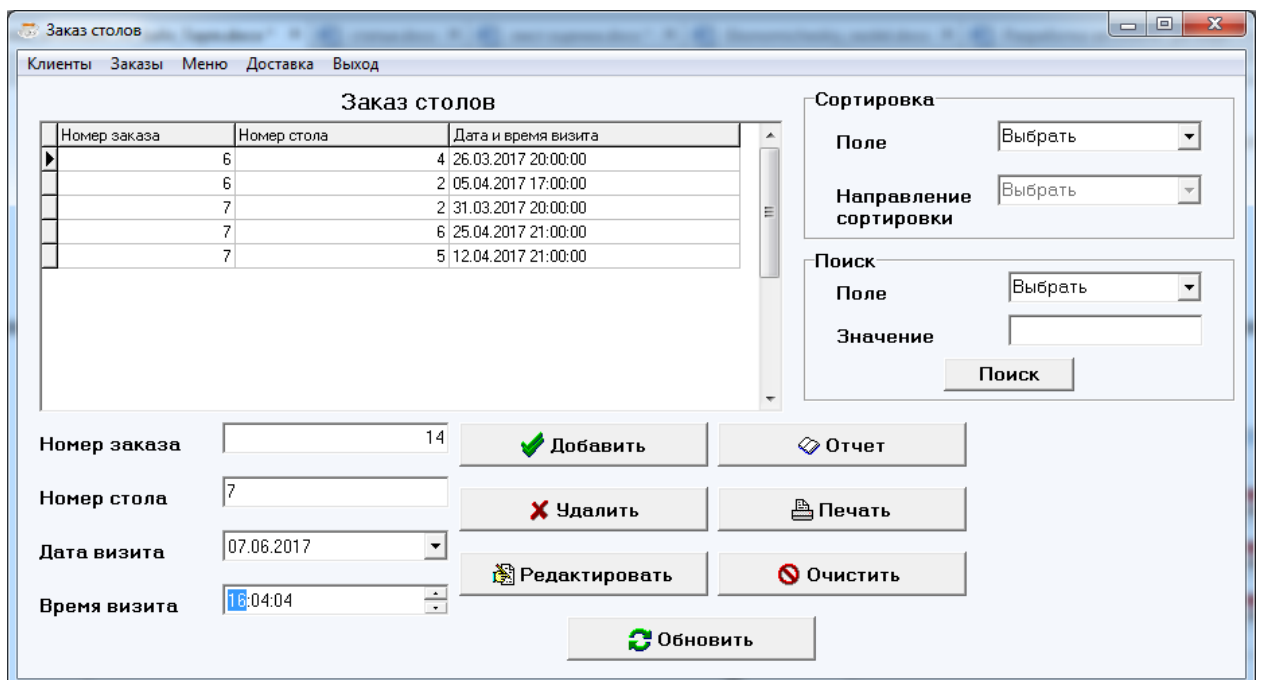 Заказ столов
Клиенты Заказы Меню Доставка Выход
Заказ столов
Номер заказа Номер стола Дата и время визита
6 4 26.03.2017 20:00:00
6 2 05.04.2017 17:00:00
7 2 31.03.2017 20:00:00
7 6 25.04.2017 21:00:00
7 5 12.04.2017 21:00:00
Сортировка
Поле Выбрать
Направление сортировки Выбрать
Поиск
Поле Выбрать
Значение
Поиск
Номер заказа 14
Номер стола 7
Дата визита 07.06.2017
Время визита 16:04:04
Добавить Отчет
Удалить Печать
Редактировать Очистить
Обновить